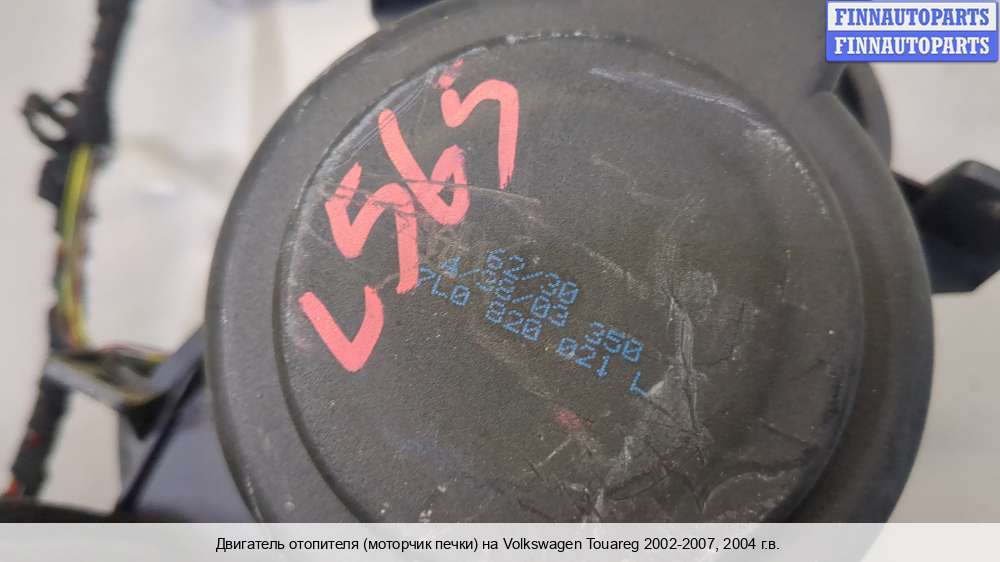 FINNAUTOPARTS
FINNAUTOPARTS
62/30
4/38/03 350
7L0 820 021 L
Двигатель отопителя (моторчик печки) на Volkswagen Touareg 2002-2007, 2004 г.в.